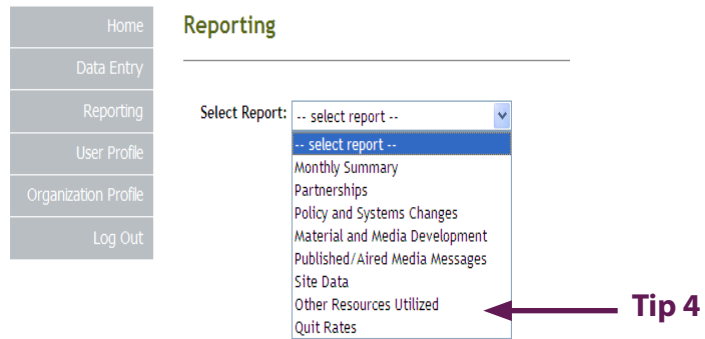 Home
Data Entry
Reporting
User Profile
Organization Profile
Log Out
Reporting
Select Report:
-- select report --
-- select report --
Monthly Summary
Partnerships
Policy and Systems Changes
Material and Media Development
Published/Aired Media Messages
Site Data
Other Resources Utilized
Quit Rates
Tip 4